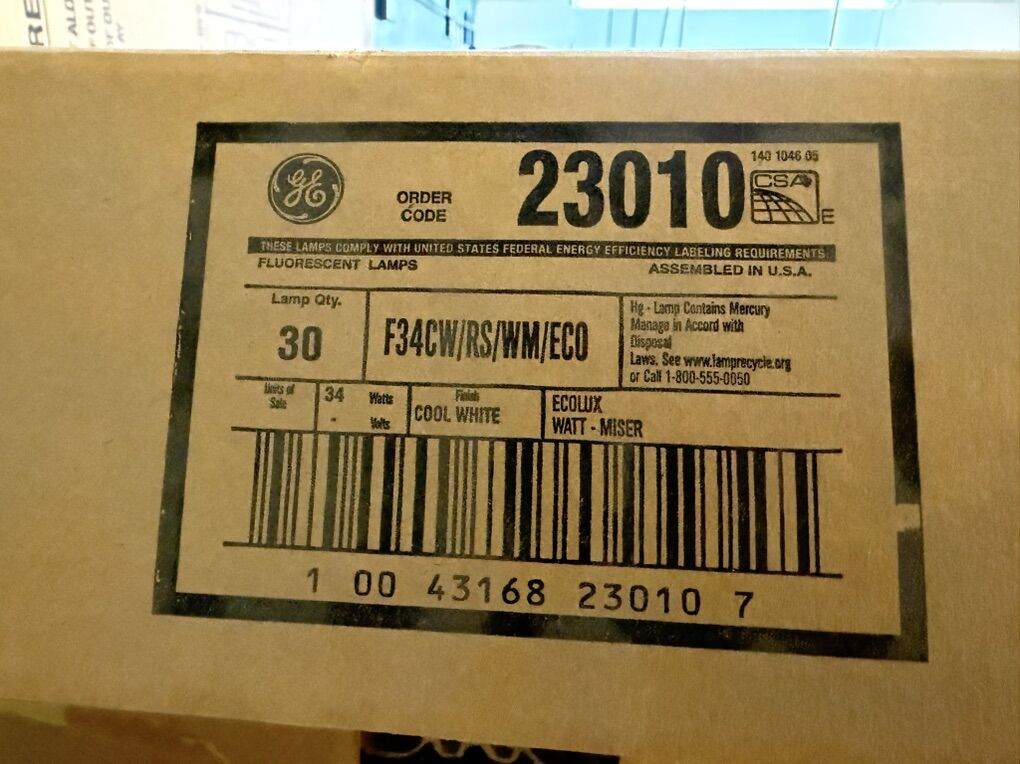 RE
GE
ORDER
CODE
23010
140 1046 05
CSA
E
THESE LAMPS COMPLY WITH UNITED STATES FEDERAL ENERGY EFFICIENCY LABELING REQUIREMENTS
FLUORESCENT LAMPS
ASSEMBLED IN U.S.A.
Lamp Qty.
30
F34CW/RS/WM/ECO
Hg - Lamp Contains Mercury
Manage in Accord with
Disposal
Laws. See www.lamprecycle.org
or Call 1-800-555-0050
Units of
Sale
34 Watts
- Volts
Finish
COOL WHITE
ECOLUX
WATT - MISER
1 00 43168 23010 7